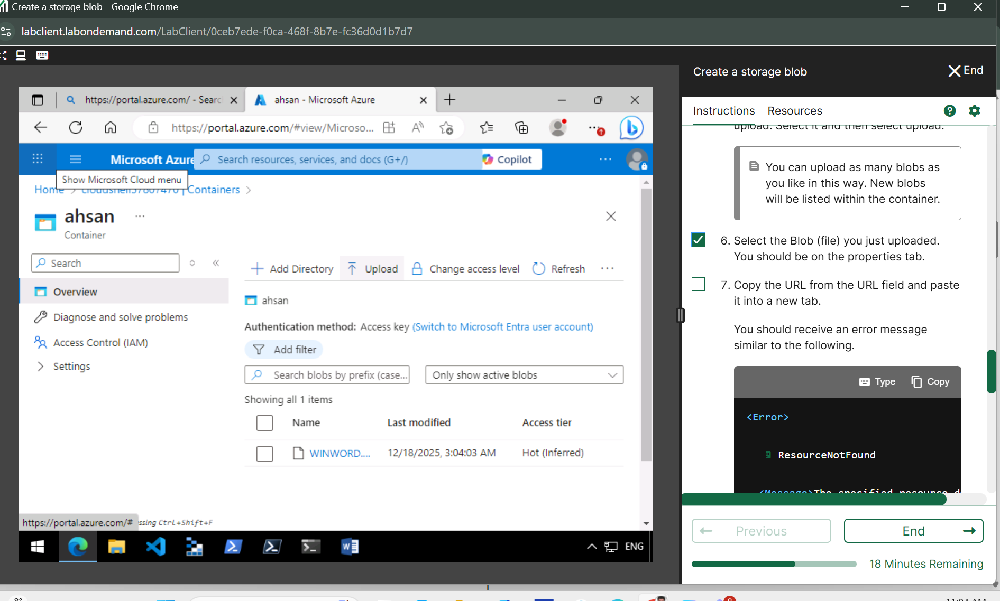 Create a storage blob - Google Chrome
labclient.labondemand.com/LabClient/0ceb7ede-f0ca-468f-8b7e-fc36d0d1b7d7
https://portal.azure.com/ - Searc
ahsan - Microsoft Azure
https://portal.azure.com/#view/Microso...
Microsoft Azure
Search resources, services, and docs (G+/)
Copilot
Show Microsoft Cloud menu
Home > cloudshell57807470 | Containers >
ahsan ...
Container
Search
Overview
Diagnose and solve problems
Access Control (IAM)
Settings
Add Directory
Upload
Change access level
Refresh
ahsan
Authentication method: Access key (Switch to Microsoft Entra user account)
Add filter
Search blobs by prefix (case...
Only show active blobs
Showing all 1 items
Name Last modified Access tier
WINWORD.... 12/18/2025, 3:04:03 AM Hot (Inferred)
https://portal.azure.com/# ssing Ctrl+Shift+F
ENG
Create a storage blob
End
Instructions Resources
upload. Select it and then select upload.
You can upload as many blobs as
you like in this way. New blobs
will be listed within the container.
6. Select the Blob (file) you just uploaded.
You should be on the properties tab.
7. Copy the URL from the URL field and paste
it into a new tab.
You should receive an error message
similar to the following.
Type Copy
<Error>
ResourceNotFound
<Message>The specified resource d
Previous
End
18 Minutes Remaining